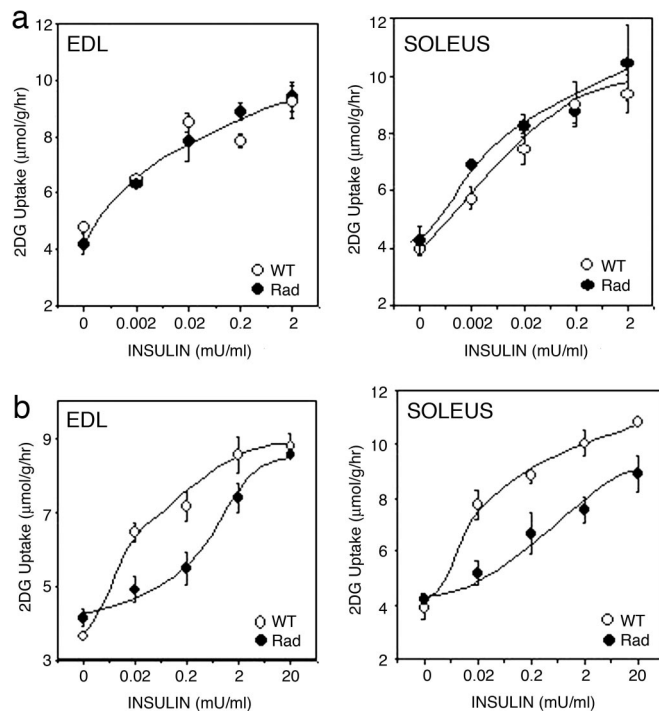 a
EDL
2DG Uptake (μmol/g/hr)
12
10
8
6
4
2
WT
Rad
0 0.002 0.02 0.2 2
INSULIN (mU/ml)
SOLEUS
2DG Uptake (μmol/g/hr)
12
10
8
6
4
2
WT
Rad
0 0.002 0.02 0.2 2
INSULIN (mU/ml)
b
EDL
2DG Uptake (μmol/g/hr)
9
7
5
3
WT
Rad
0 0.02 0.2 2 20
INSULIN (mU/ml)
SOLEUS
2DG Uptake (μmol/g/hr)
12
10
8
6
4
2
WT
Rad
0 0.02 0.2 2 20
INSULIN (mU/ml)